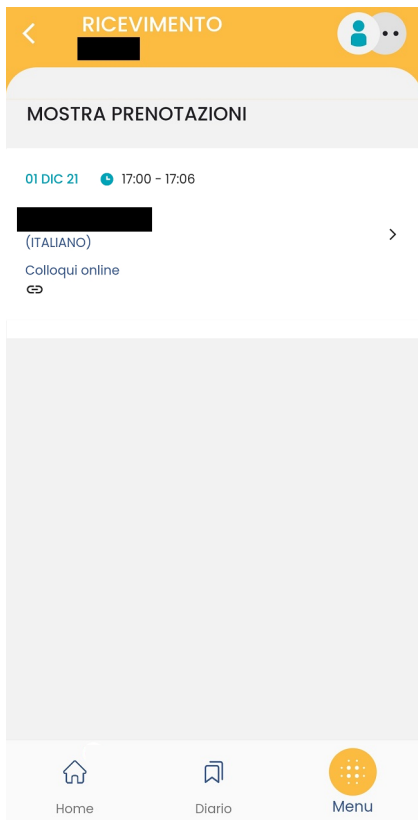 RICEVIMENTO
MOSTRA PRENOTAZIONI
01 DIC 21 17:00 - 17:06
(ITALIANO)
Colloqui online
Home Diario Menu